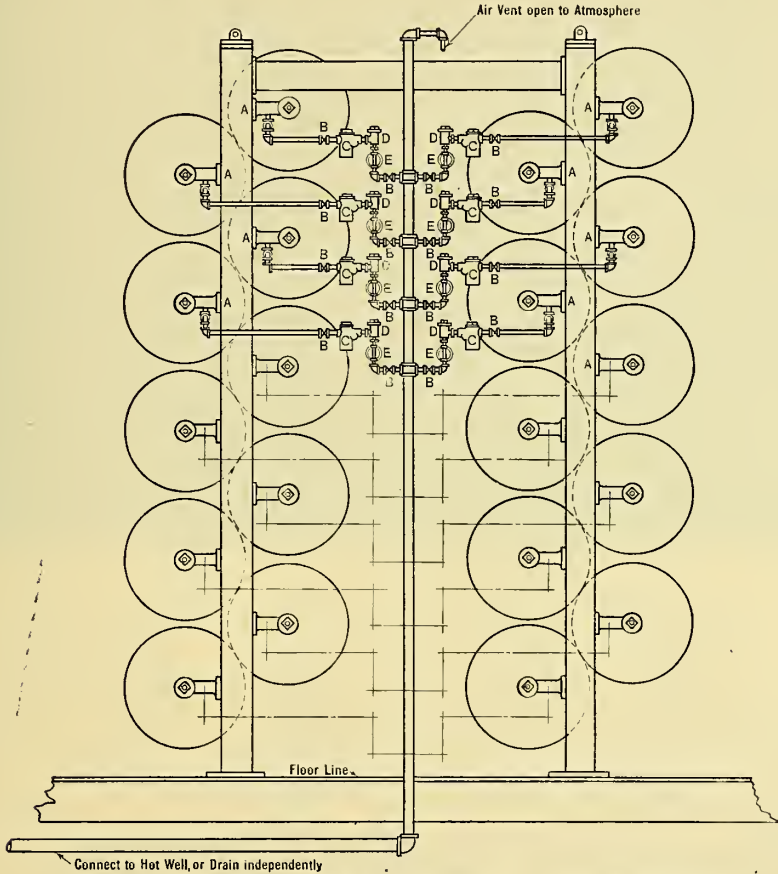 Air Vent open to Atmosphere
A A
B B
D D
C C
E E
A A
B B
B B
D D
C C
B B
E E
A A
B B
B B
D D
C C
E E
A A
B B
B B
D D
C C
B B
E E
A
B B
Floor Line
Connect to Hot Well, or Drain independently